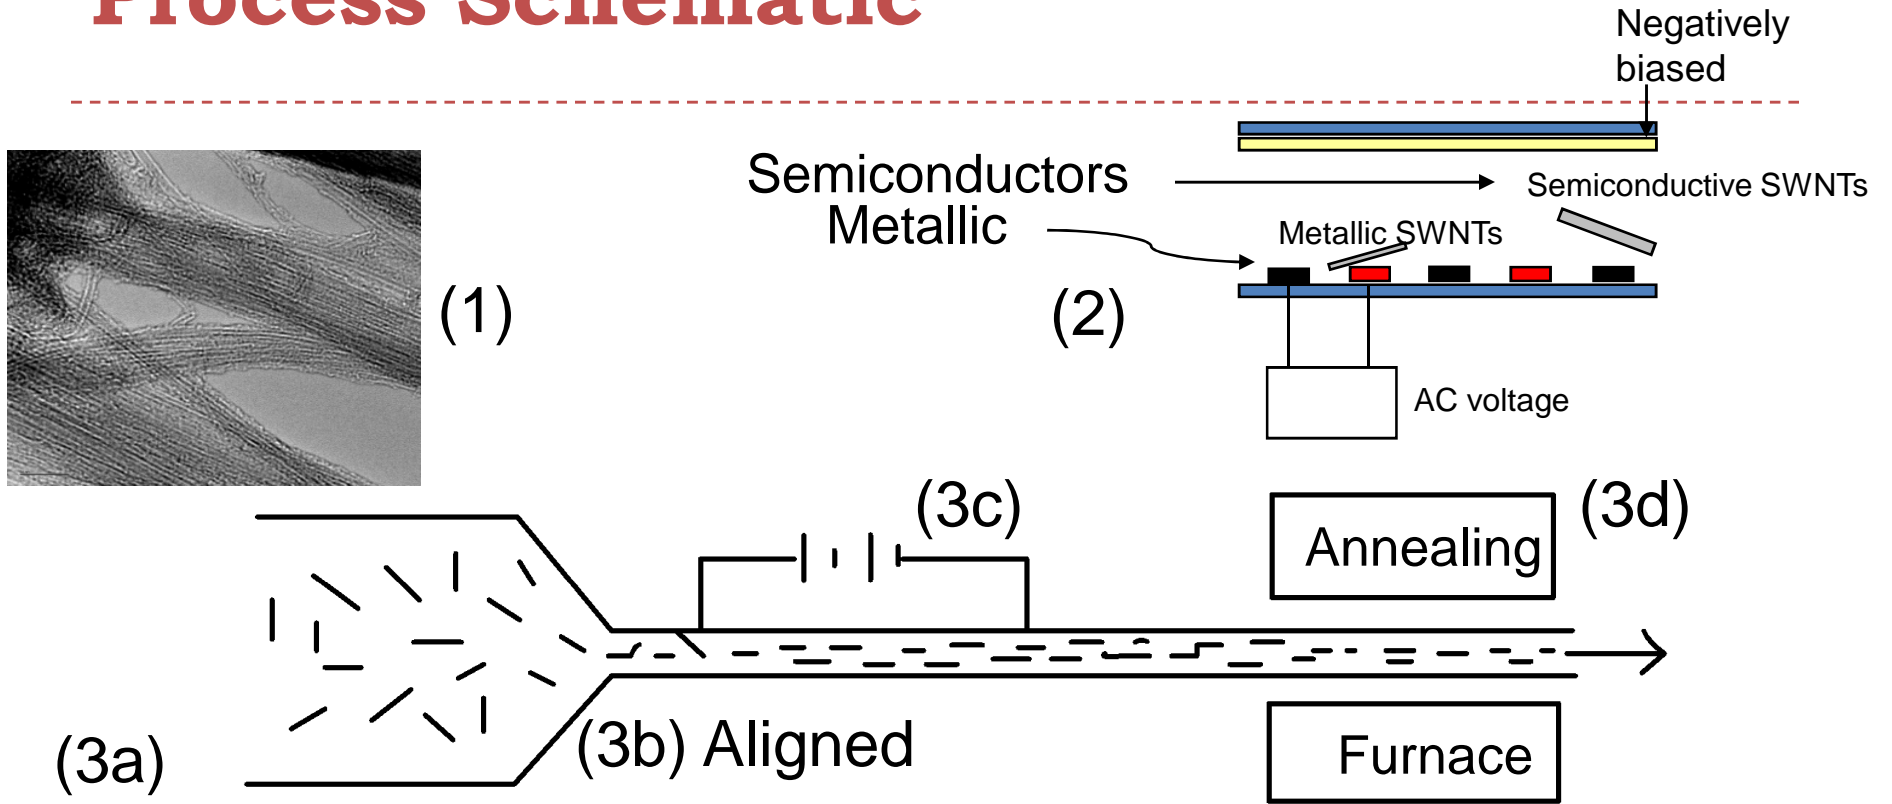 Process Schematic
Negatively
biased
Semiconductors
Metallic
Semiconductive SWNTs
Metallic SWNTs
(1)
(2)
AC voltage
(3c)
(3d)
Annealing
(3b) Aligned
(3a)
Furnace